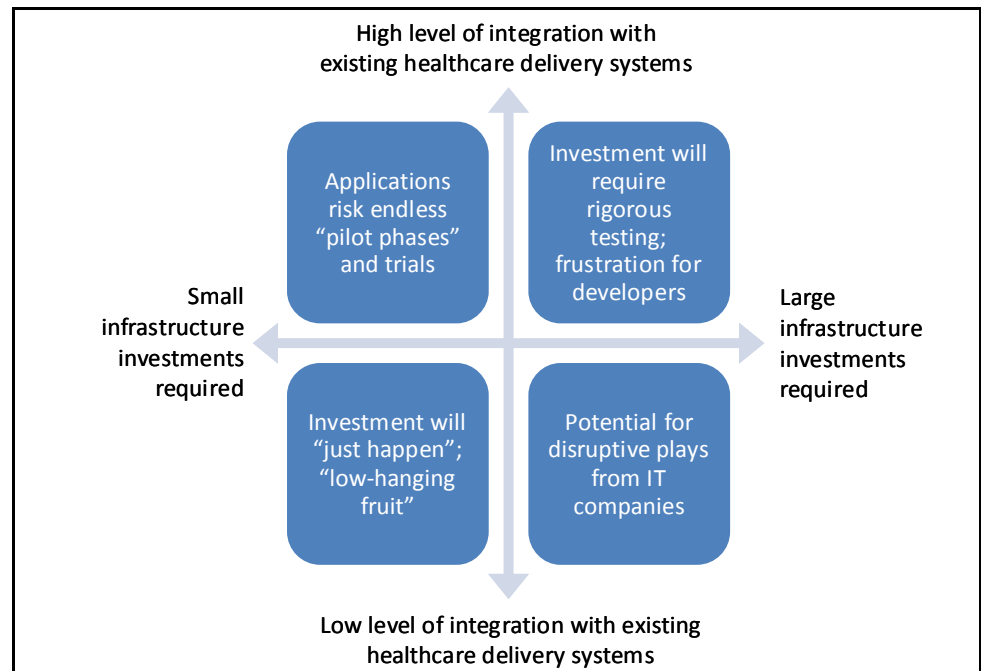 High level of integration with
existing healthcare delivery systems
Applications
risk endless
“pilot phases”
and trials
Investment will
require
rigorous
testing;
frustration for
developers
Small
infrastructure
investments
required
Large
infrastructure
investments
required
Investment will
“just happen”;
“low-hanging
fruit”
Potential for
disruptive plays
from IT
companies
Low level of integration with existing
healthcare delivery systems